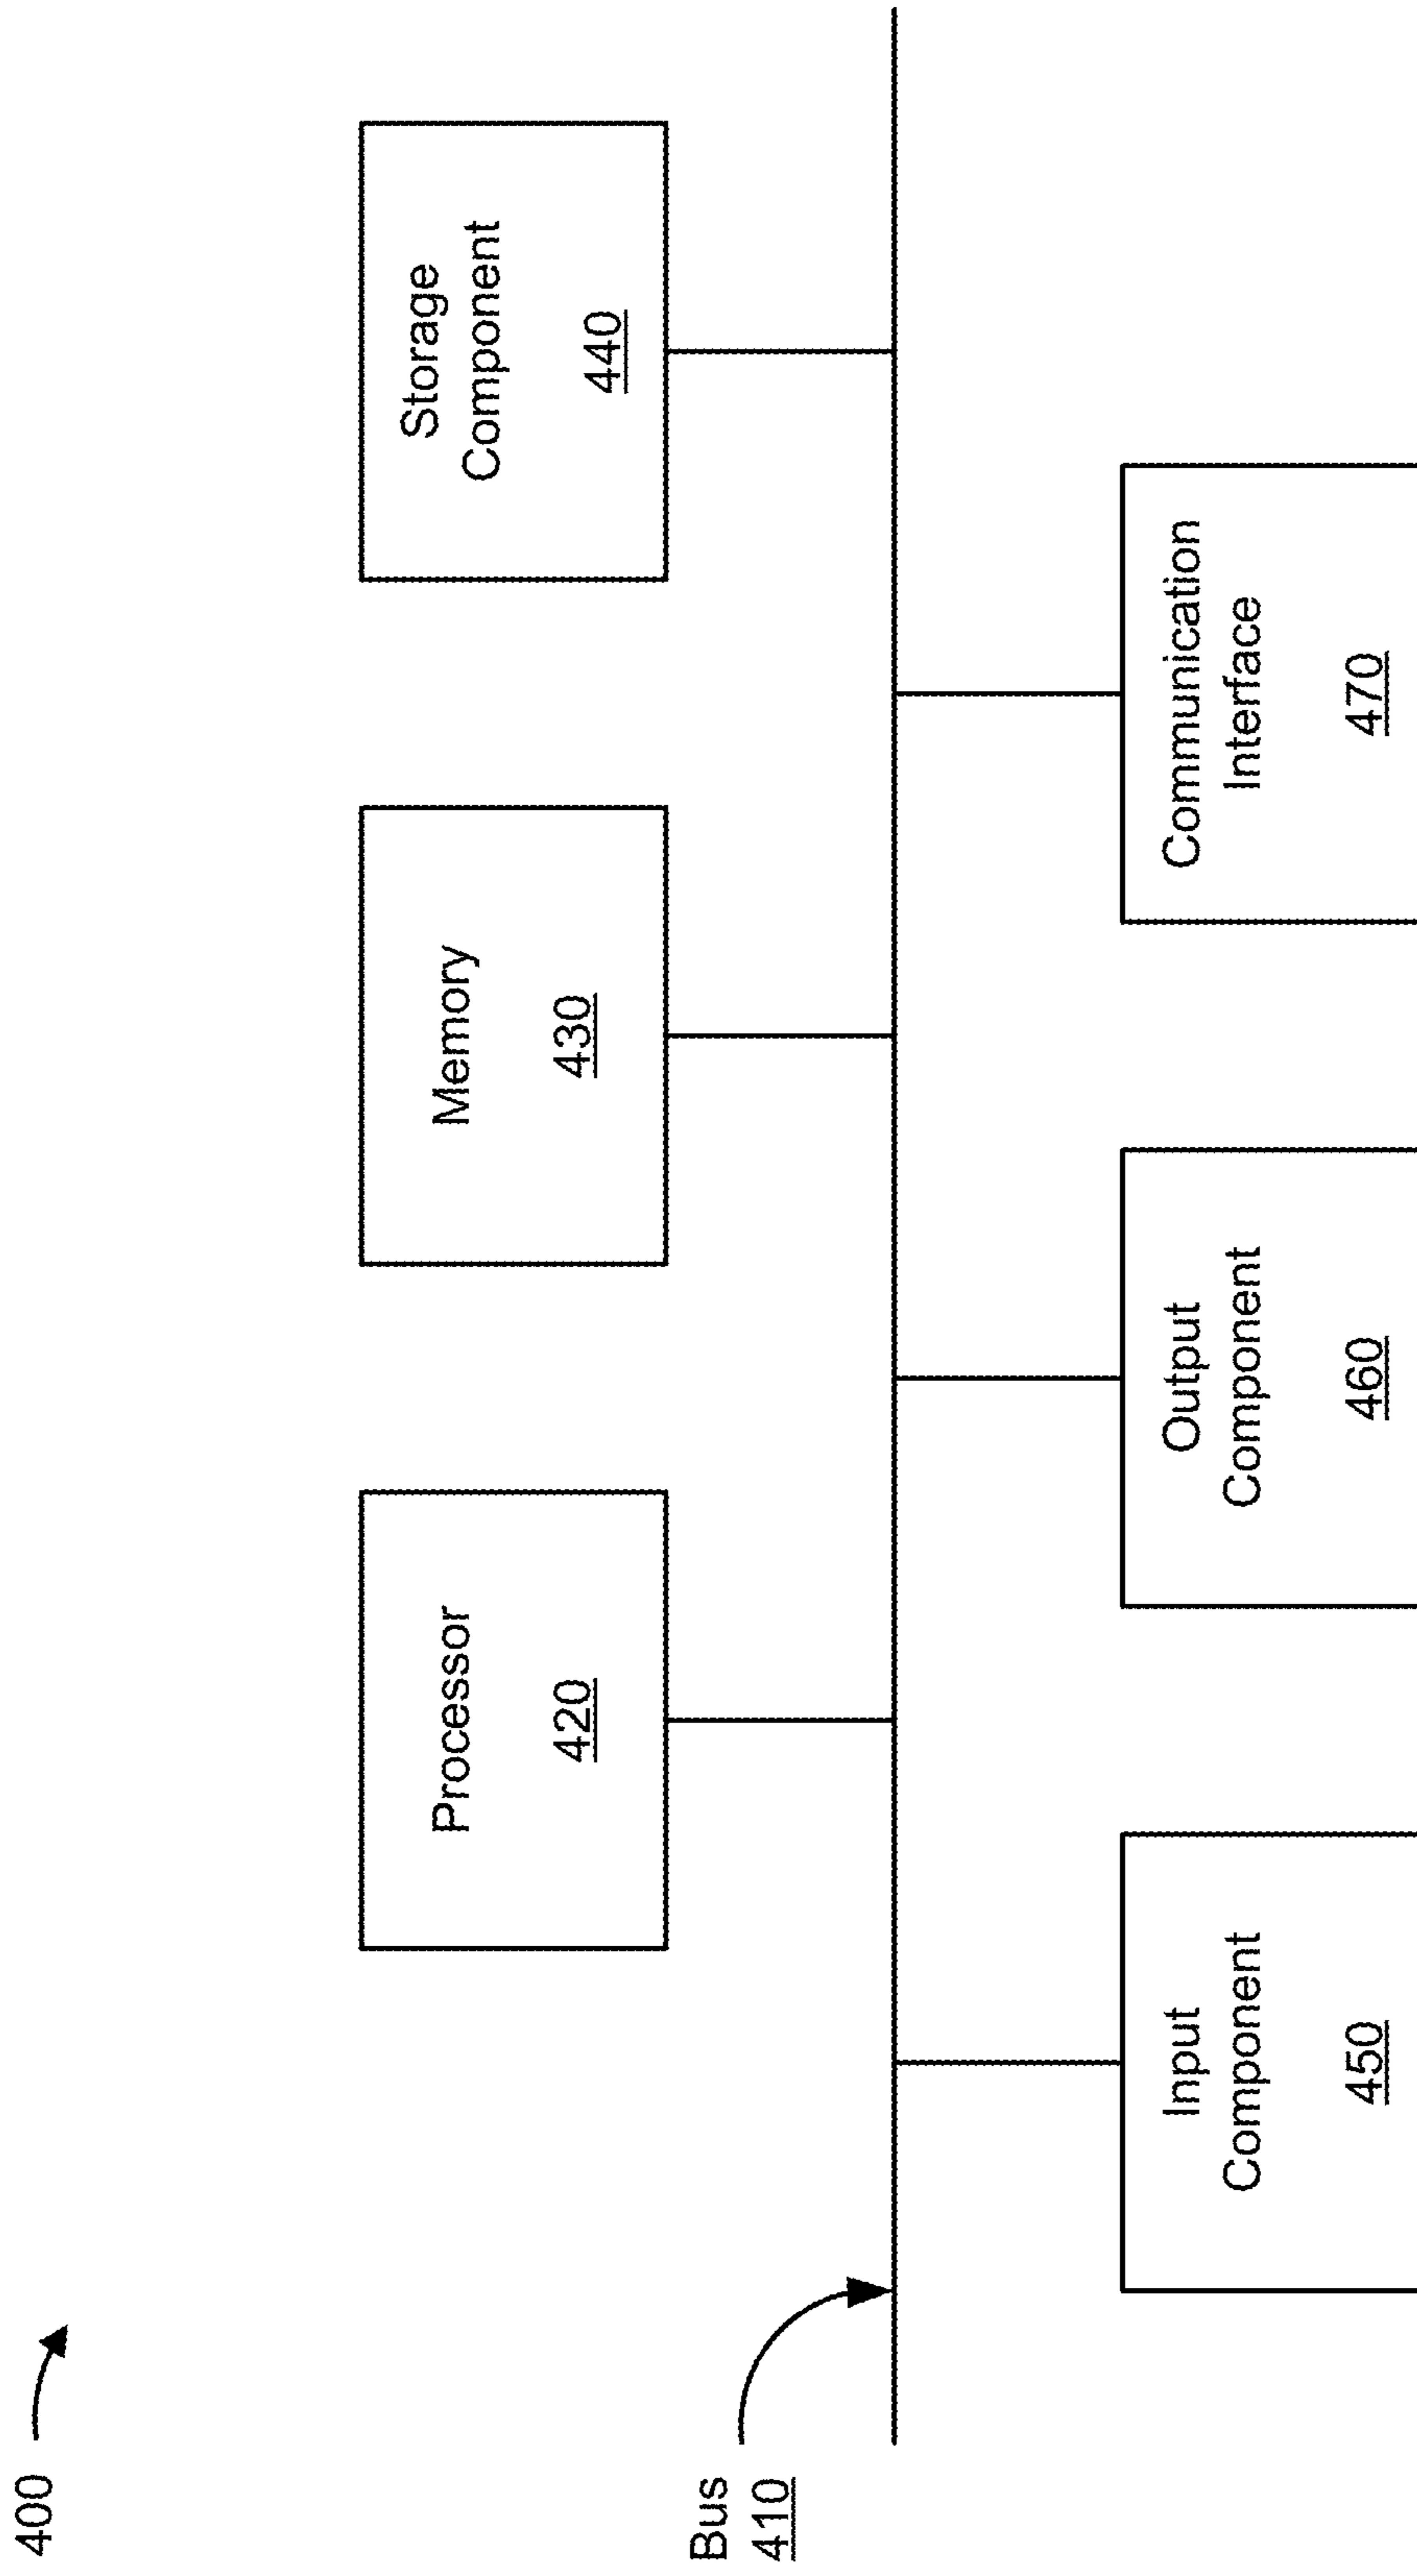 400
Processor
420
Memory
430
Storage
Component
440
Bus
410
Input
Component
450
Output
Component
460
Communication
Interface
470